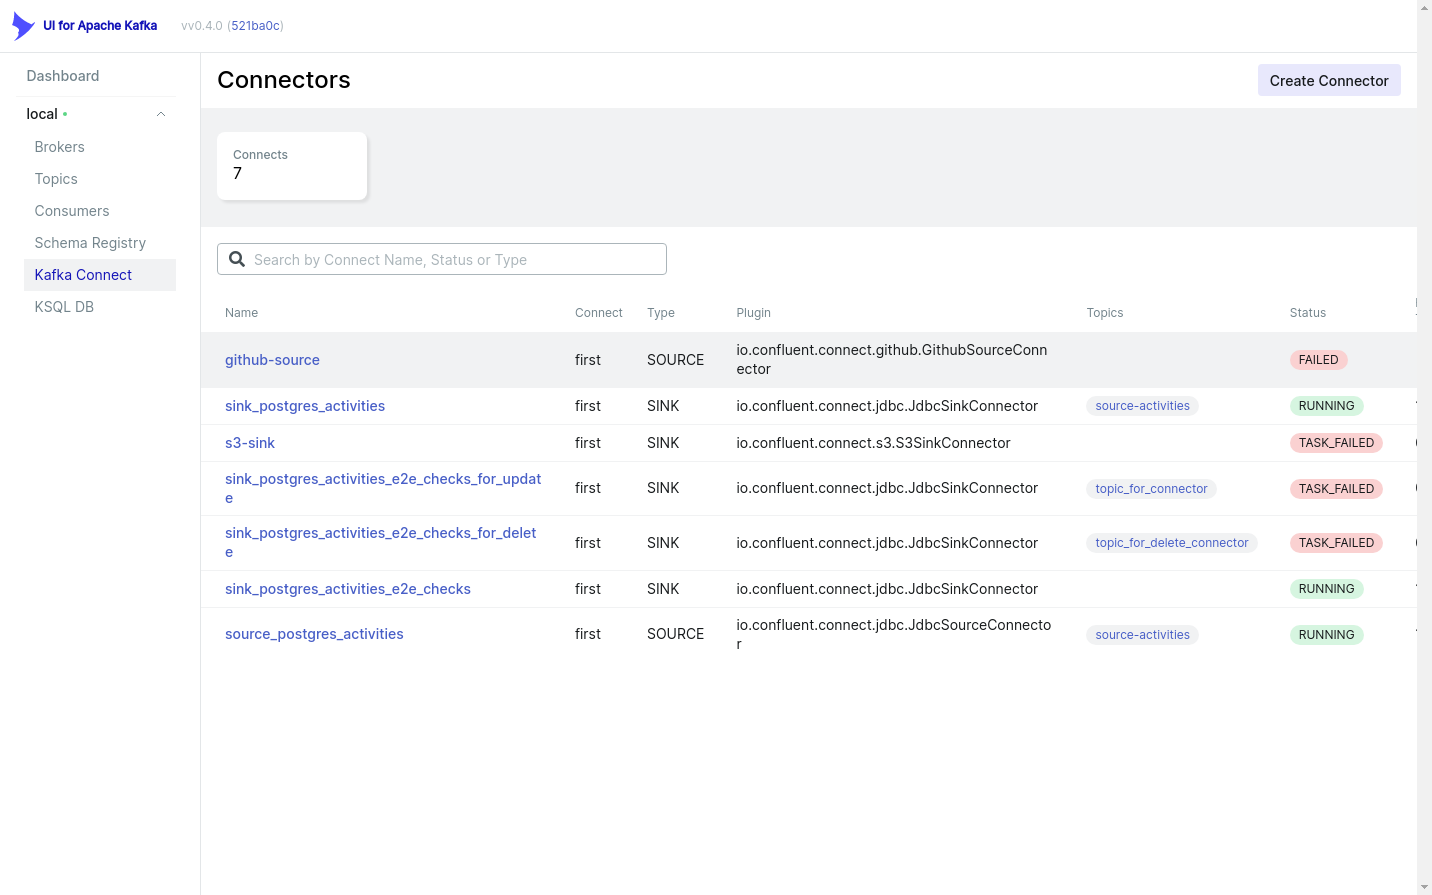 UI for Apache Kafka vv0.4.0 (521ba0c)
Dashboard
local
Brokers
Topics
Consumers
Schema Registry
Kafka Connect
KSQL DB
Connectors
Create Connector
Connects
7
Search by Connect Name, Status or Type
Name Connect Type Plugin Topics Status
github-source first SOURCE io.confluent.connect.github.GithubSourceConn
ector FAILED
sink_postgres_activities first SINK io.confluent.connect.jdbc.JdbcSinkConnector source-activities RUNNING
s3-sink first SINK io.confluent.connect.s3.S3SinkConnector TASK_FAILED
sink_postgres_activities_e2e_checks_for_updat
e first SINK io.confluent.connect.jdbc.JdbcSinkConnector topic_for_connector TASK_FAILED
sink_postgres_activities_e2e_checks_for_delet
e first SINK io.confluent.connect.jdbc.JdbcSinkConnector topic_for_delete_connector TASK_FAILED
sink_postgres_activities_e2e_checks first SINK io.confluent.connect.jdbc.JdbcSinkConnector RUNNING
source_postgres_activities first SOURCE io.confluent.connect.jdbc.JdbcSourceConnecto
r source-activities RUNNING